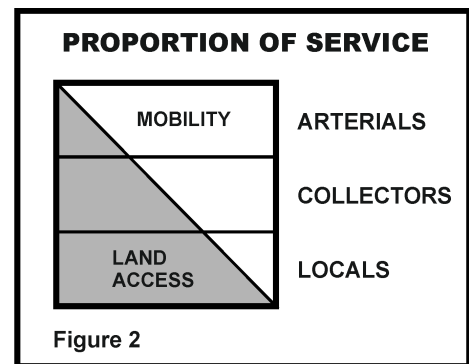 PROPORTION OF SERVICE
MOBILITY
ARTERIALS
COLLECTORS
LAND
ACCESS
LOCALS
Figure 2